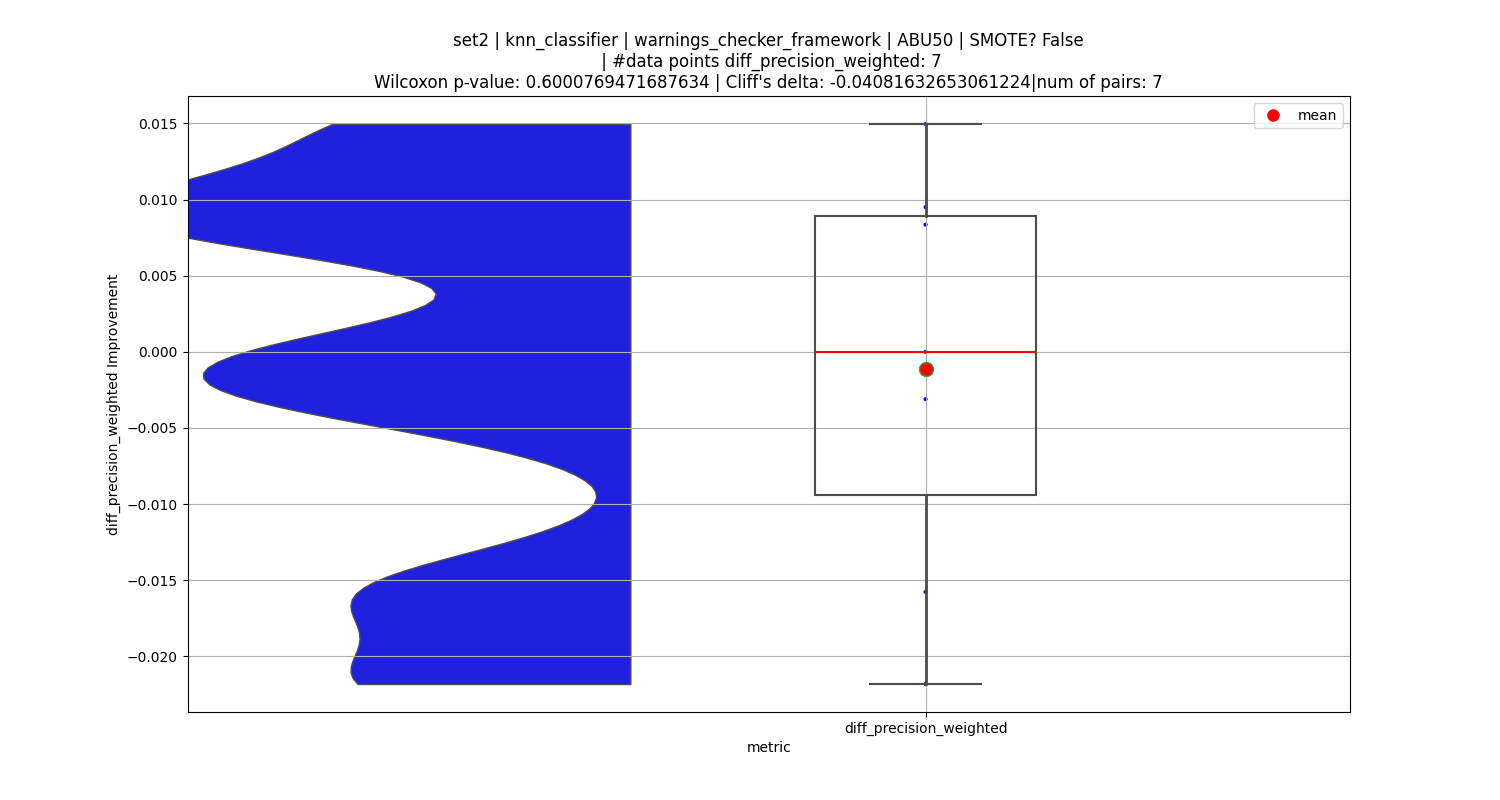 set2 | knn_classifier | warnings_checker_framework | ABU50 | SMOTE? False
| #data points diff_precision_weighted: 7
Wilcoxon p-value: 0.6000769471687634 | Cliff's delta: -0.04081632653061224|num of pairs: 7
mean
0.015
0.010
0.005
0.000
−0.005
−0.010
−0.015
−0.020
diff_precision_weighted Improvement
diff_precision_weighted
metric